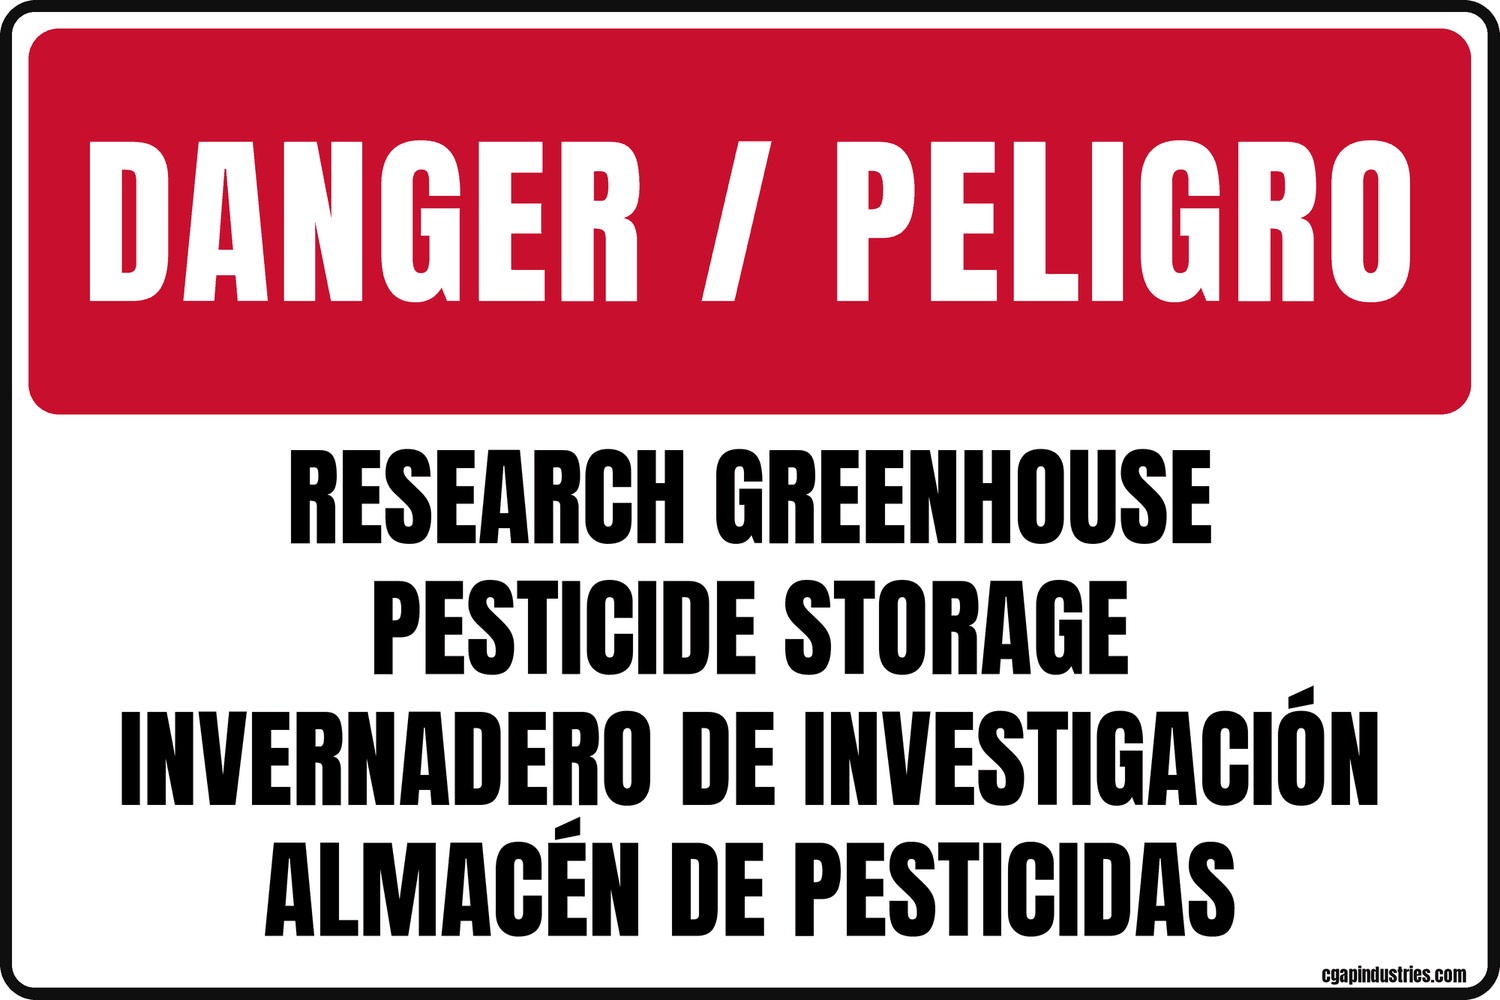 DANGER / PELIGRO
RESEARCH GREENHOUSE
PESTICIDE STORAGE
INVERNADERO DE INVESTIGACIÓN
ALMACÉN DE PESTICIDAS
cgapindustries.com